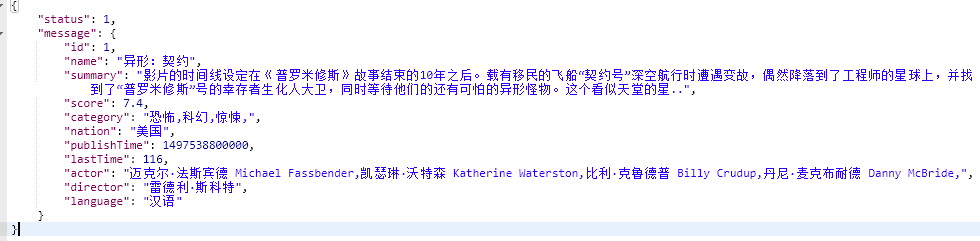 {
"status": 1,
"message": {
"id": 1,
"name": "异形：契约",
"summary": "影片的时间线设定在《普罗米修斯》故事结束的10年之后。载有移民的飞船“契约号”深空航行时遭遇变故，偶然降落到了工程师的星球上，并找
到了“普罗米修斯”号的幸存者生化人大卫，同时等待他们的还有可怕的异形怪物。这个看似天堂的星..",
"score": 7.4,
"category": "恐怖,科幻,惊悚,",
"nation": "美国",
"publishTime": 1497538800000,
"lastTime": 116,
"actor": "迈克尔·法斯宾德 Michael Fassbender,凯瑟琳·沃特森 Katherine Waterston,比利·克鲁德普 Billy Crudup,丹尼·麦克布耐德 Danny McBride,",
"director": "雷德利·斯科特",
"language": "汉语"
}
}